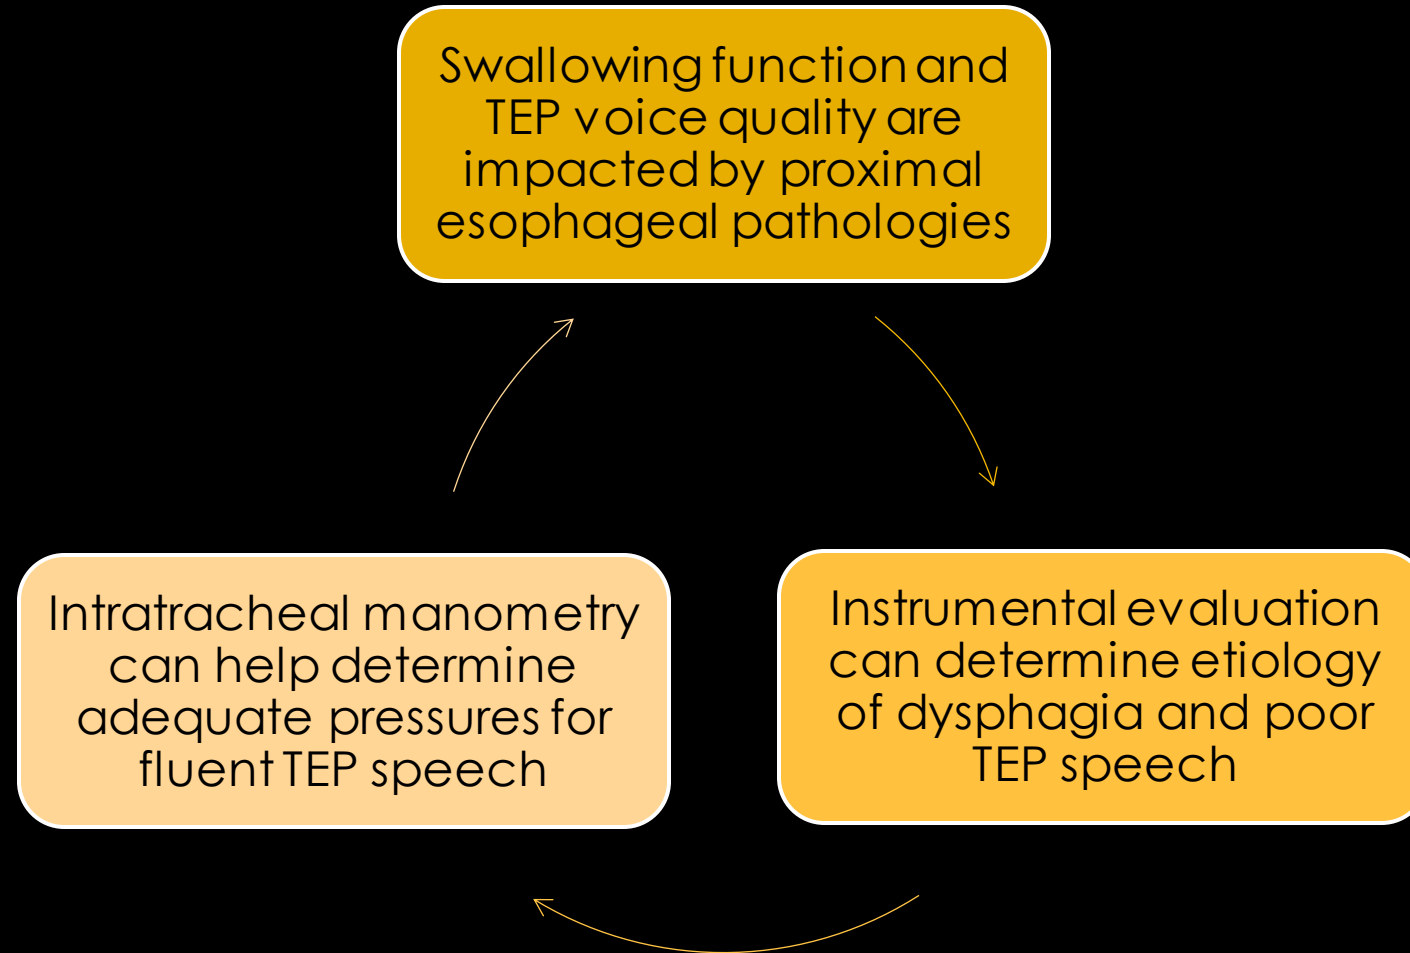 Swallowing function and
TEP voice quality are
impacted by proximal
esophageal pathologies
Instrumental evaluation
can determine etiology
of dysphagia and poor
TEP speech
Intratracheal manometry
can help determine
adequate pressures for
fluent TEP speech